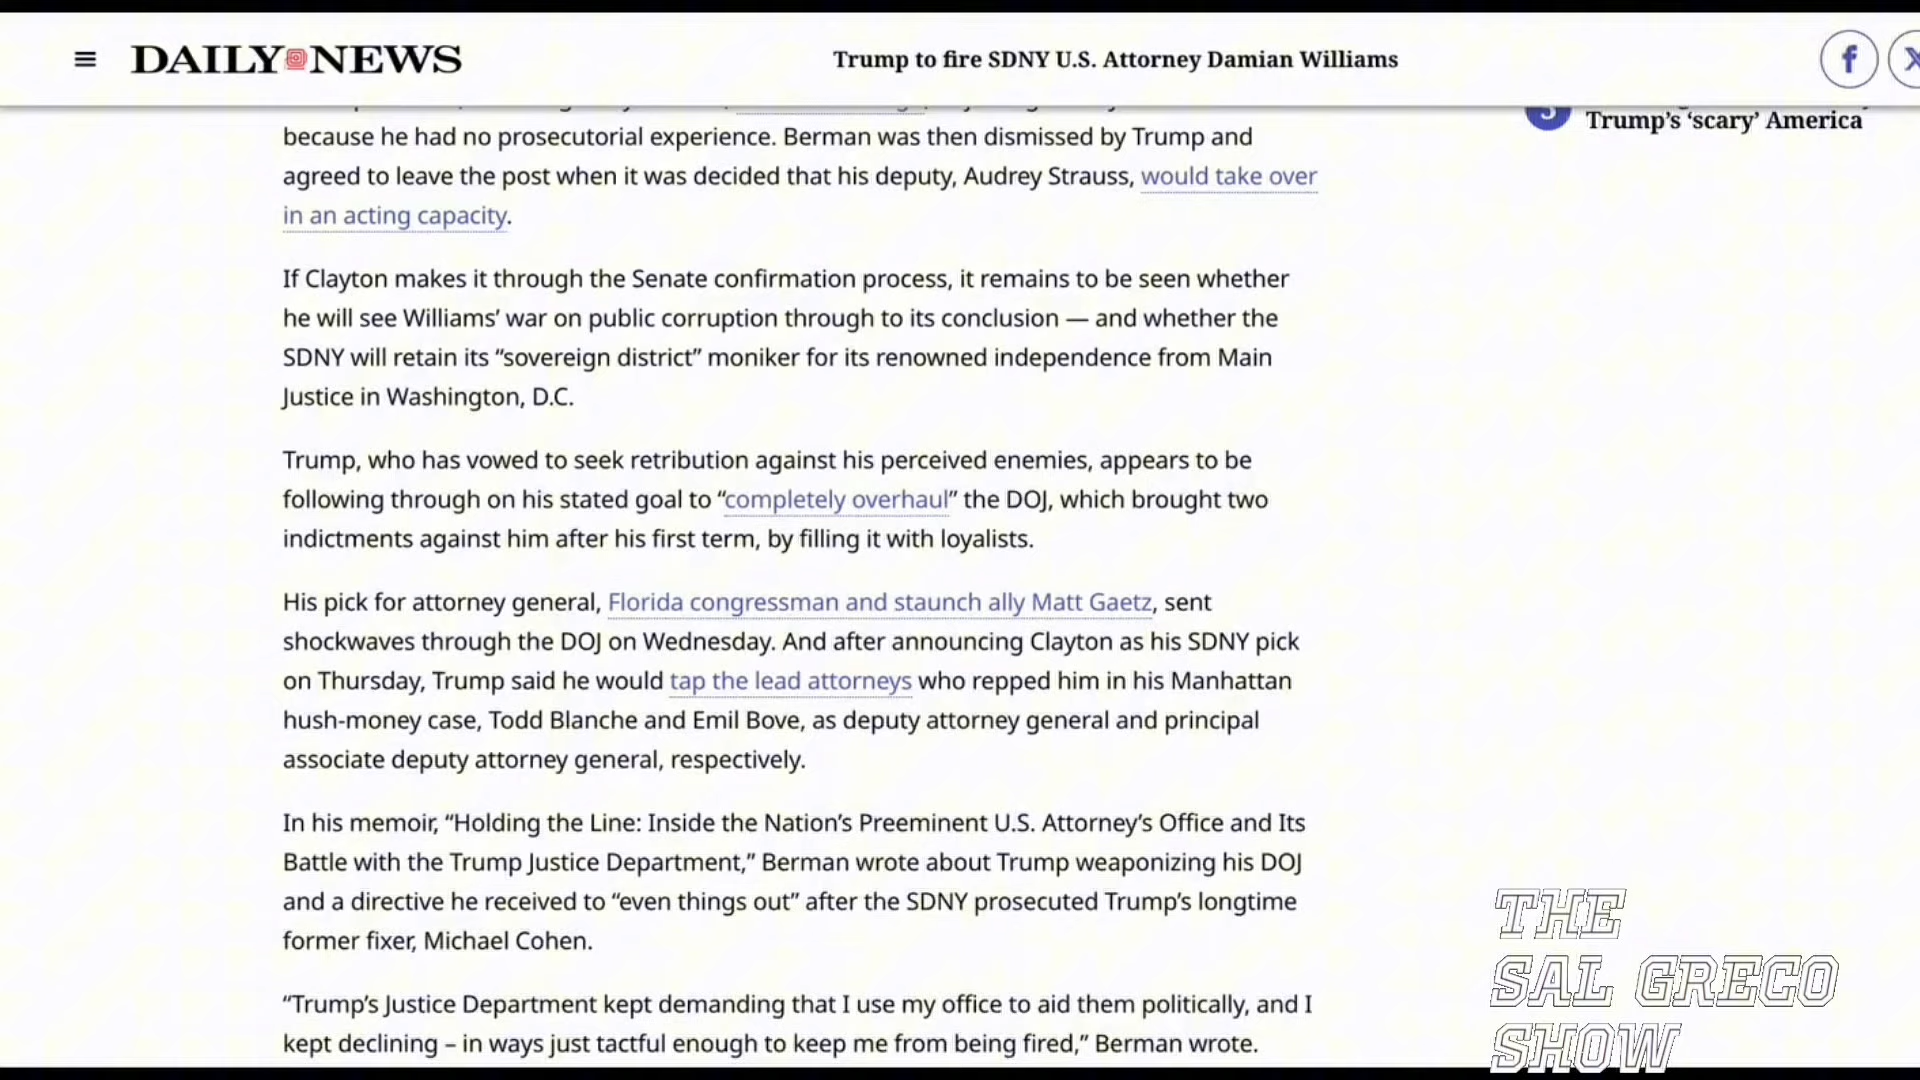 DAILY NEWS
Trump to fire SDNY U.S. Attorney Damian Williams
Trump's ‘scary’ America
because he had no prosecutorial experience. Berman was then dismissed by Trump and
agreed to leave the post when it was decided that his deputy, Audrey Strauss, would take over
in an acting capacity.
If Clayton makes it through the Senate confirmation process, it remains to be seen whether
he will see Williams’ war on public corruption through to its conclusion — and whether the
SDNY will retain its “sovereign district” moniker for its renowned independence from Main
Justice in Washington, D.C.
Trump, who has vowed to seek retribution against his perceived enemies, appears to be
following through on his stated goal to “completely overhaul” the DOJ, which brought two
indictments against him after his first term, by filling it with loyalists.
His pick for attorney general, Florida congressman and staunch ally Matt Gaetz, sent
shockwaves through the DOJ on Wednesday. And after announcing Clayton as his SDNY pick
on Thursday, Trump said he would tap the lead attorneys who repped him in his Manhattan
hush-money case, Todd Blanche and Emil Bove, as deputy attorney general and principal
associate deputy attorney general, respectively.
In his memoir, “Holding the Line: Inside the Nation’s Preeminent U.S. Attorney’s Office and Its
Battle with the Trump Justice Department,” Berman wrote about Trump weaponizing his DOJ
and a directive he received to “even things out” after the SDNY prosecuted Trump’s longtime
former fixer, Michael Cohen.
“Trump’s Justice Department kept demanding that I use my office to aid them politically, and I
kept declining – in ways just tactful enough to keep me from being fired,” Berman wrote.
THE
SAL GRECO
SHOW